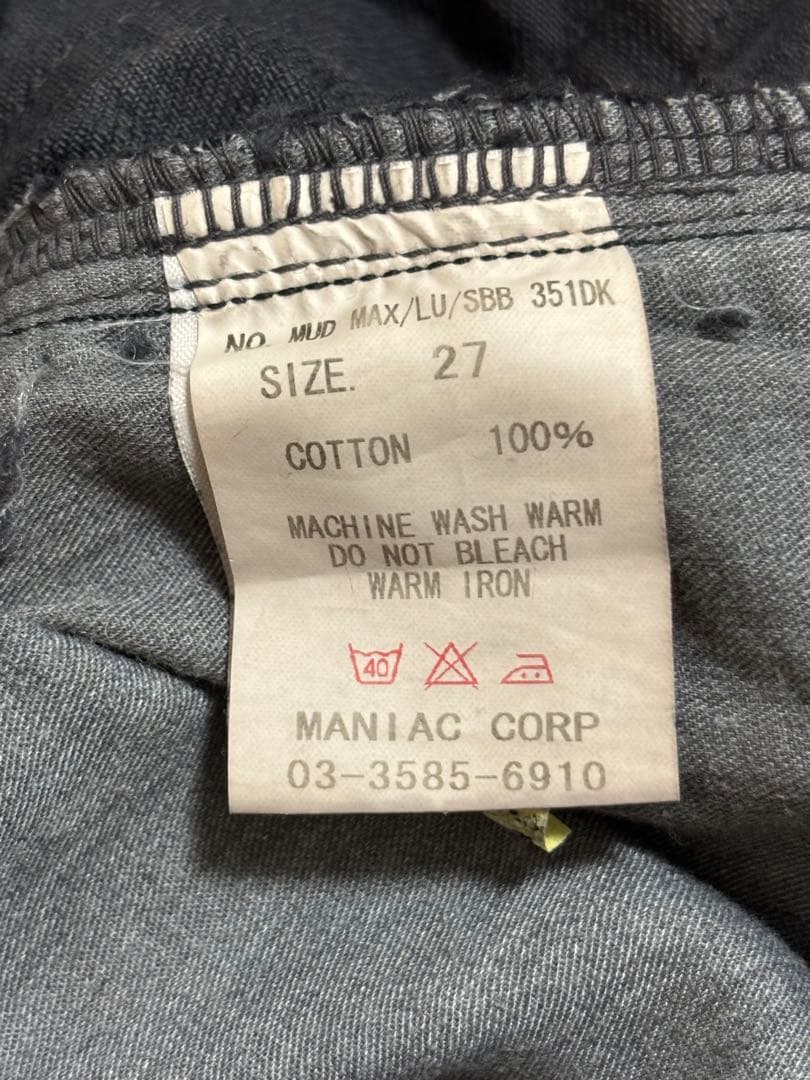 NO. MUD MAX/LU/SBB 351DK
SIZE. 27
COTTON 100%
MACHINE WASH WARM
DO NOT BLEACH
WARM IRON
40
MANIAC CORP
03-3585-6910